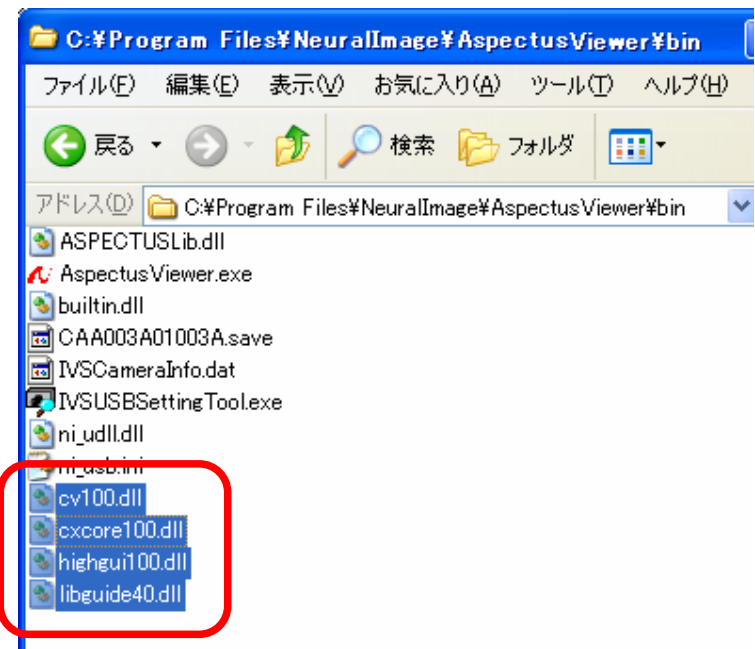 C:¥Program Files¥NeuralImage¥AspectusViewer¥bin
ファイル(F) 編集(E) 表示(V) お気に入り(A) ツール(T) ヘルプ(H)
戻る 検索 フォルダ
アドレス(D) C:¥Program Files¥NeuralImage¥AspectusViewer¥bin
ASPECTUSLib.dll
AspectusViewer.exe
builtin.dll
CAA003A01003A.save
IVSCameraInfo.dat
IVSUSBSettingTool.exe
ni_udll.dll
ni_usb.ini
cv100.dll
cxcore100.dll
highgui100.dll
libguide40.dll